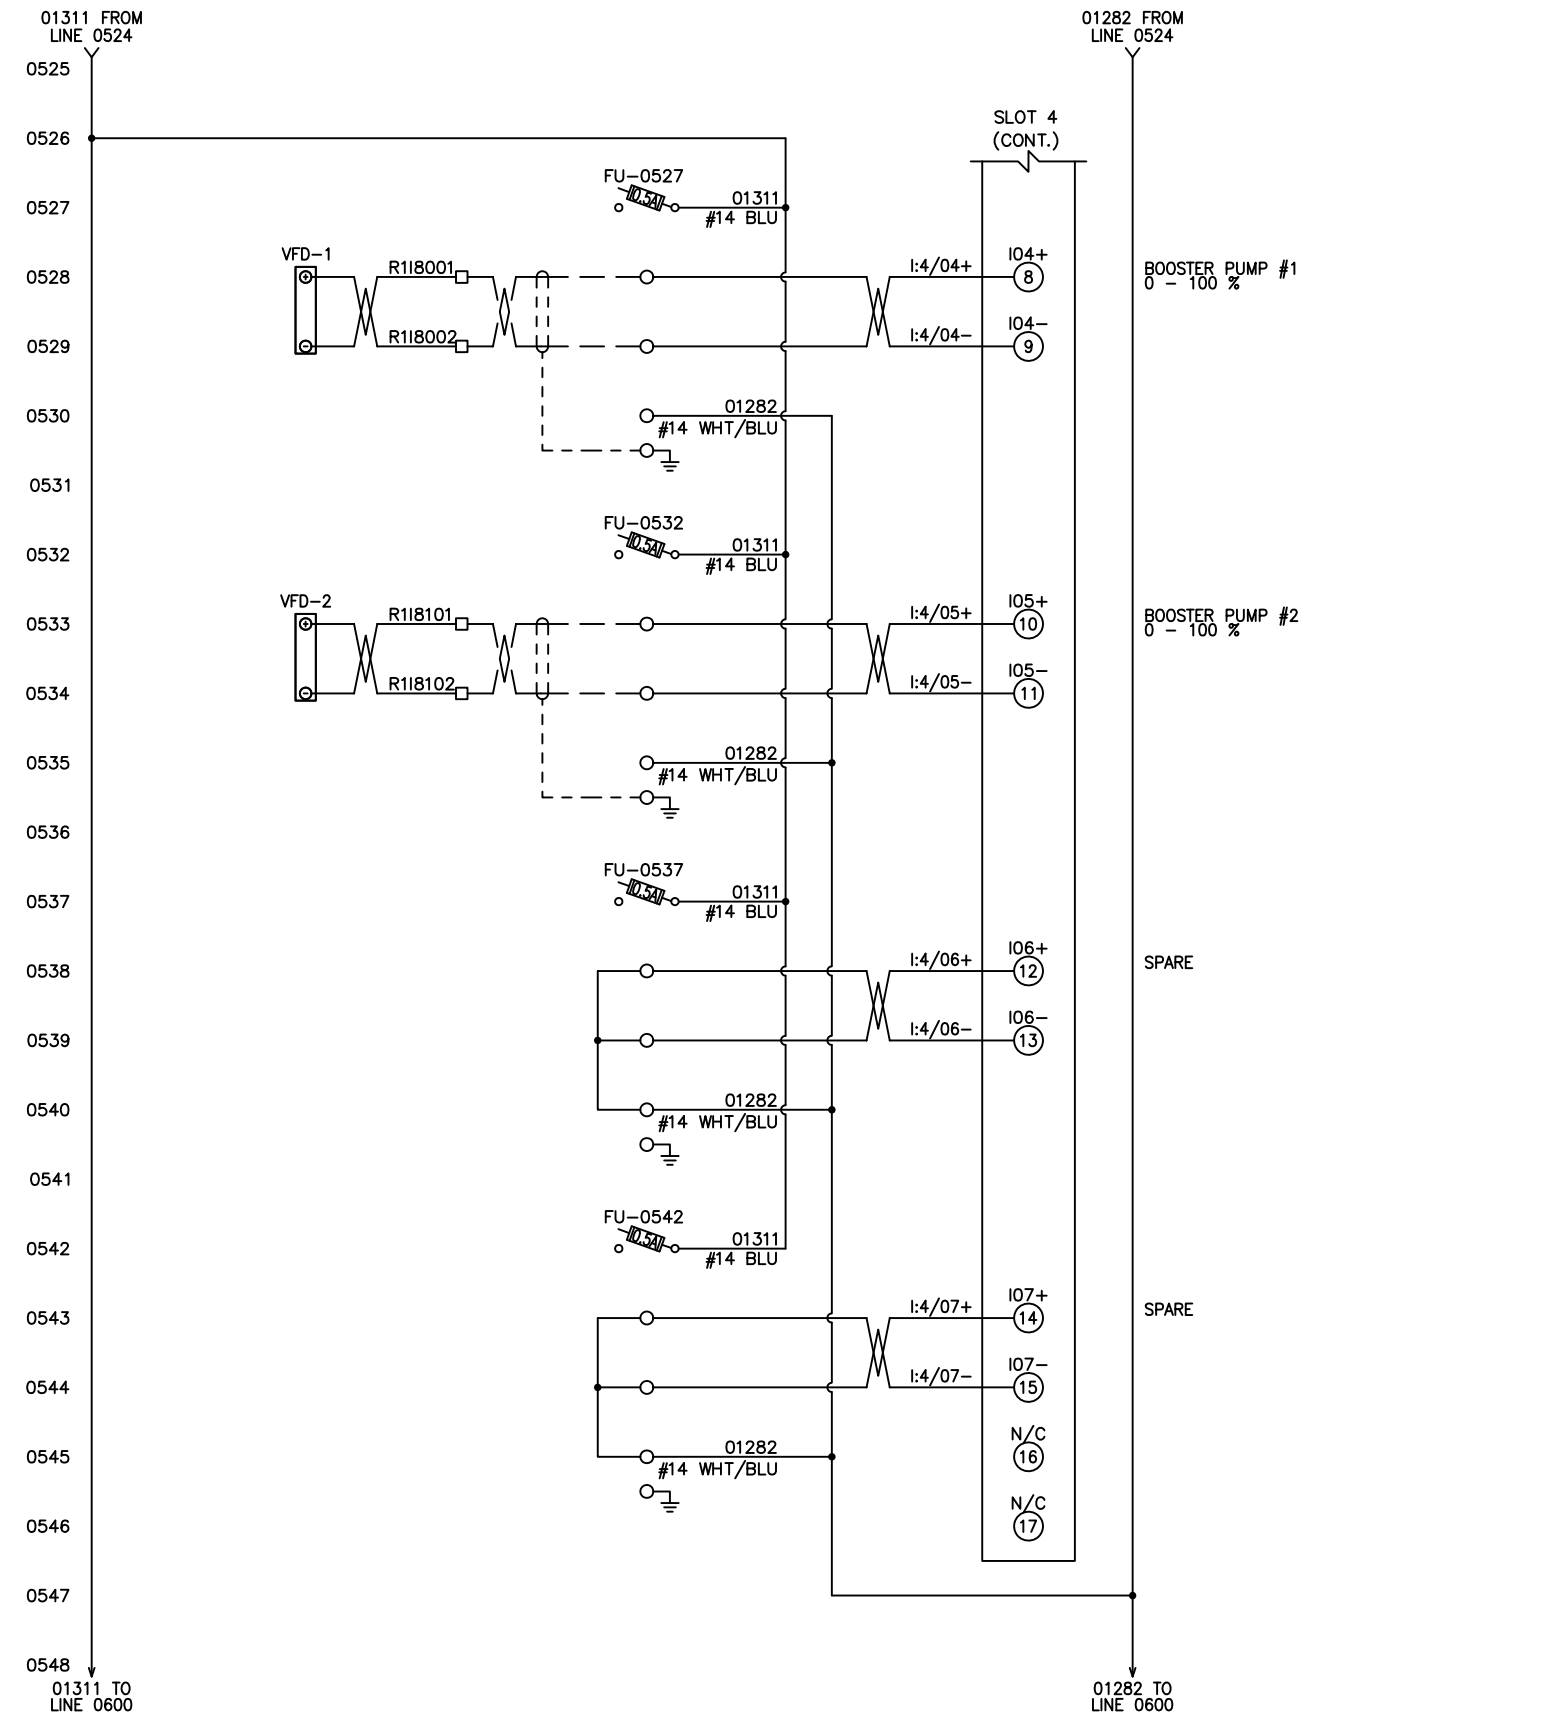 01311 FROM
LINE 0524
01282 FROM
LINE 0524
0525
SLOT 4
(CONT.)
0526
FU-0527
0.5A
01311
0527
#14 BLU
VFD-1
R1I8001
I:4/04+
I04+
0528
8
BOOSTER PUMP #1
0 - 100 %
R1I8002
I:4/04-
I04-
0529
9
01282
0530
#14 WHT/BLU
0531
FU-0532
0.5A
01311
0532
#14 BLU
VFD-2
R1I8101
I:4/05+
I05+
0533
10
BOOSTER PUMP #2
0 - 100 %
R1I8102
I:4/05-
I05-
0534
11
01282
0535
#14 WHT/BLU
0536
FU-0537
0.5A
01311
0537
#14 BLU
I:4/06+
I06+
0538
12
SPARE
I:4/06-
I06-
0539
13
01282
0540
#14 WHT/BLU
0541
FU-0542
0.5A
01311
0542
#14 BLU
I:4/07+
I07+
0543
14
SPARE
I:4/07-
I07-
0544
15
01282
N/C
0545
16
#14 WHT/BLU
N/C
0546
17
0547
0548
01311 TO
LINE 0600
01282 TO
LINE 0600